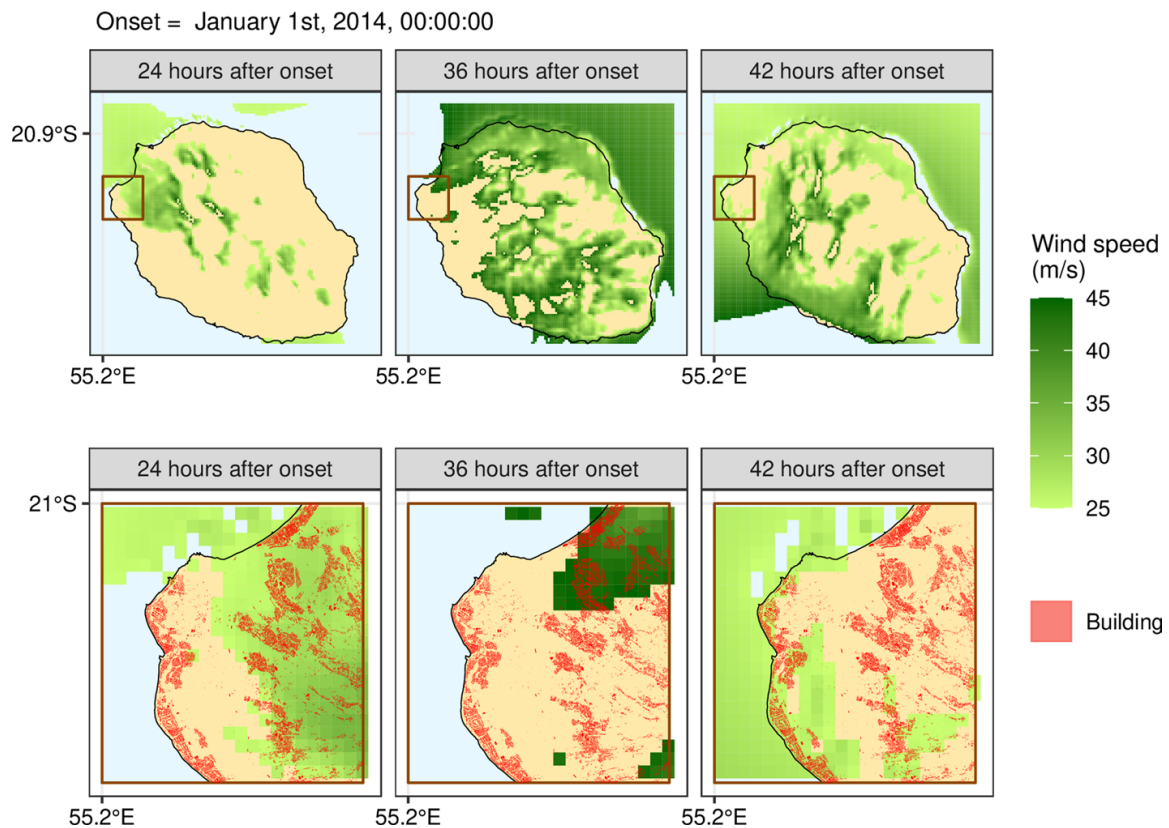 Onset =  January 1st, 2014, 00:00:00
24 hours after onset
36 hours after onset
42 hours after onset
20.9°S
55.2°E
55.2°E
55.2°E
Wind speed
(m/s)
45
40
35
30
25
Building
24 hours after onset
36 hours after onset
42 hours after onset
21°S
55.2°E
55.2°E
55.2°E